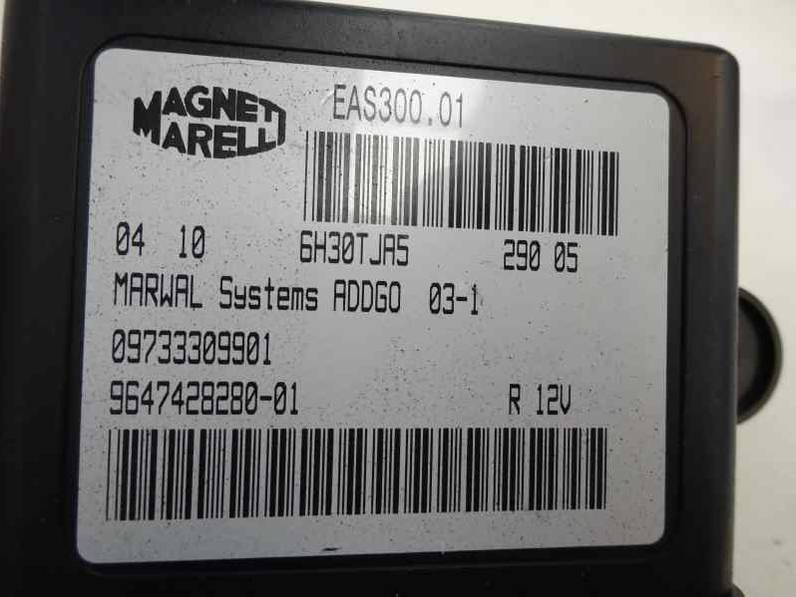 MAGNETI
MARELLI
EAS300.01
04 10 6H30TJA5 290 05
MARWAL Systems ADDGO 03-1
09733309901
9647428280-01 R 12V